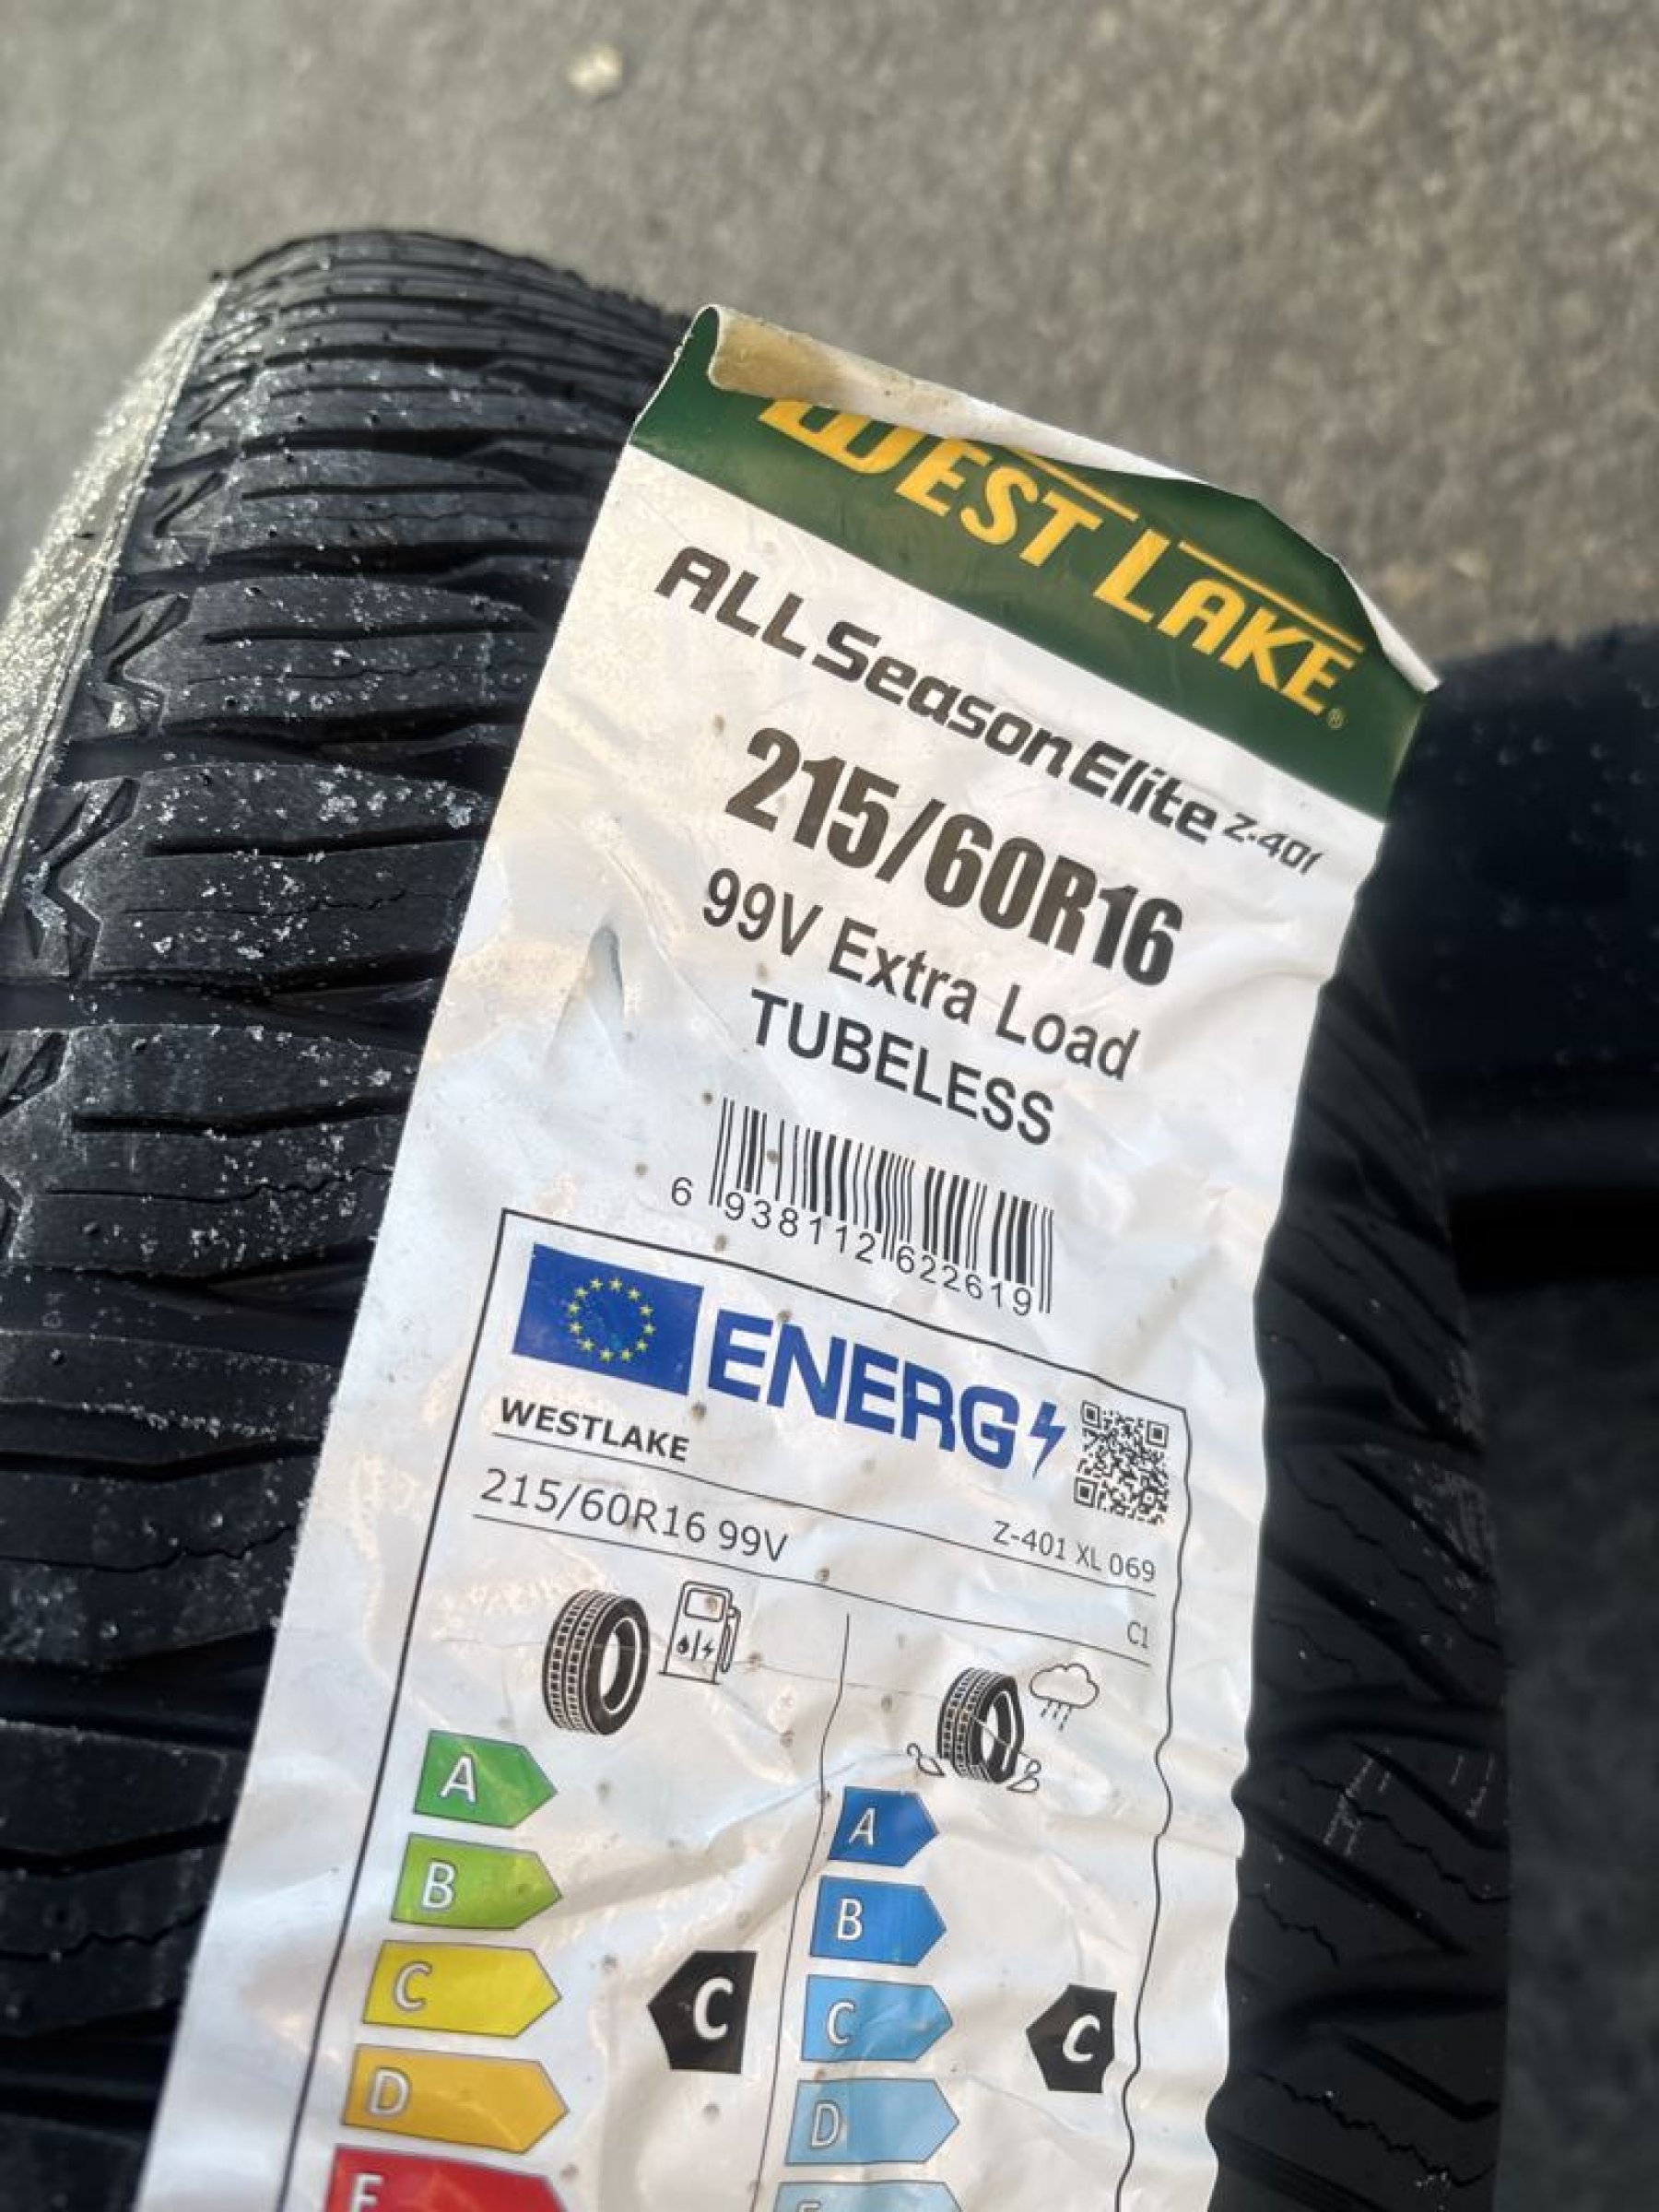 WEST LAKE®
ALL Season Elite Z-401
215/60R16
99V Extra Load
TUBELESS
6 938112 622619
ENERG
WESTLAKE
215/60R16 99V
Z-401 XL 069
C1
A
B
C
D
E
C
A
B
C
D
E
C